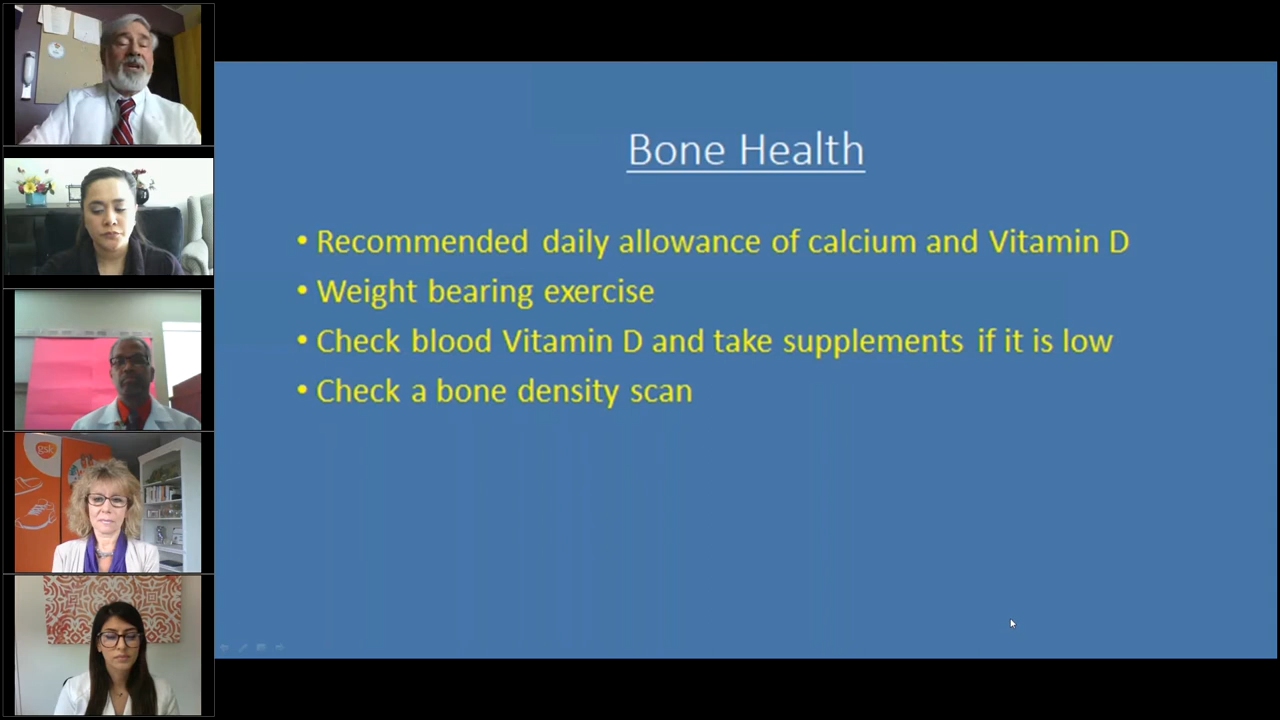 Bone Health
• Recommended daily allowance of calcium and Vitamin D
• Weight bearing exercise
• Check blood Vitamin D and take supplements if it is low
• Check a bone density scan
gsk